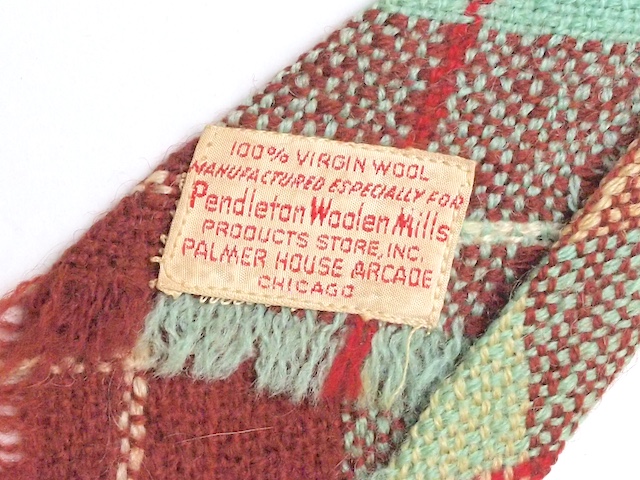 100% VIRGIN WOOL
MANUFACTURED ESPECIALLY FOR
Pendleton Woolen Mills
PRODUCTS STORE, INC.
PALMER HOUSE ARCADE
CHICAGO